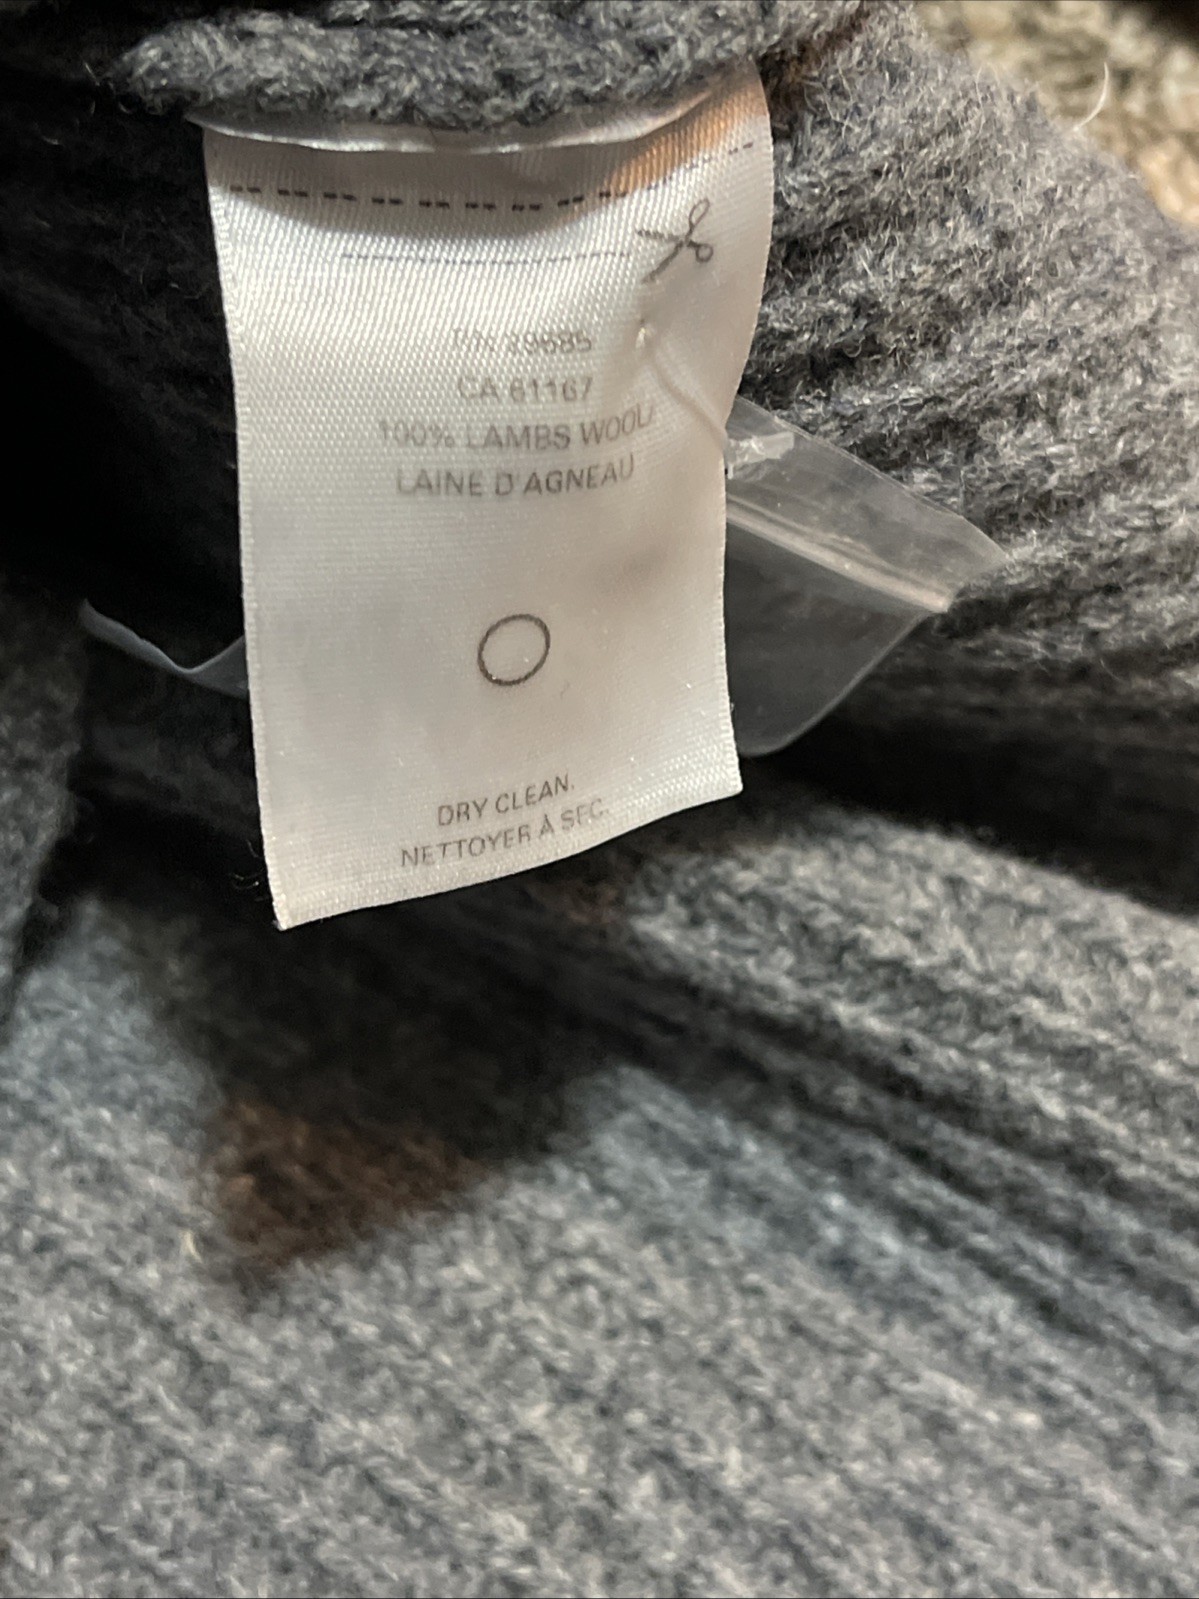 RN 29685
CA 61167
100% LAMBS WOOL/
LAINE D'AGNEAU
DRY CLEAN.
NETTOYER À SEC.